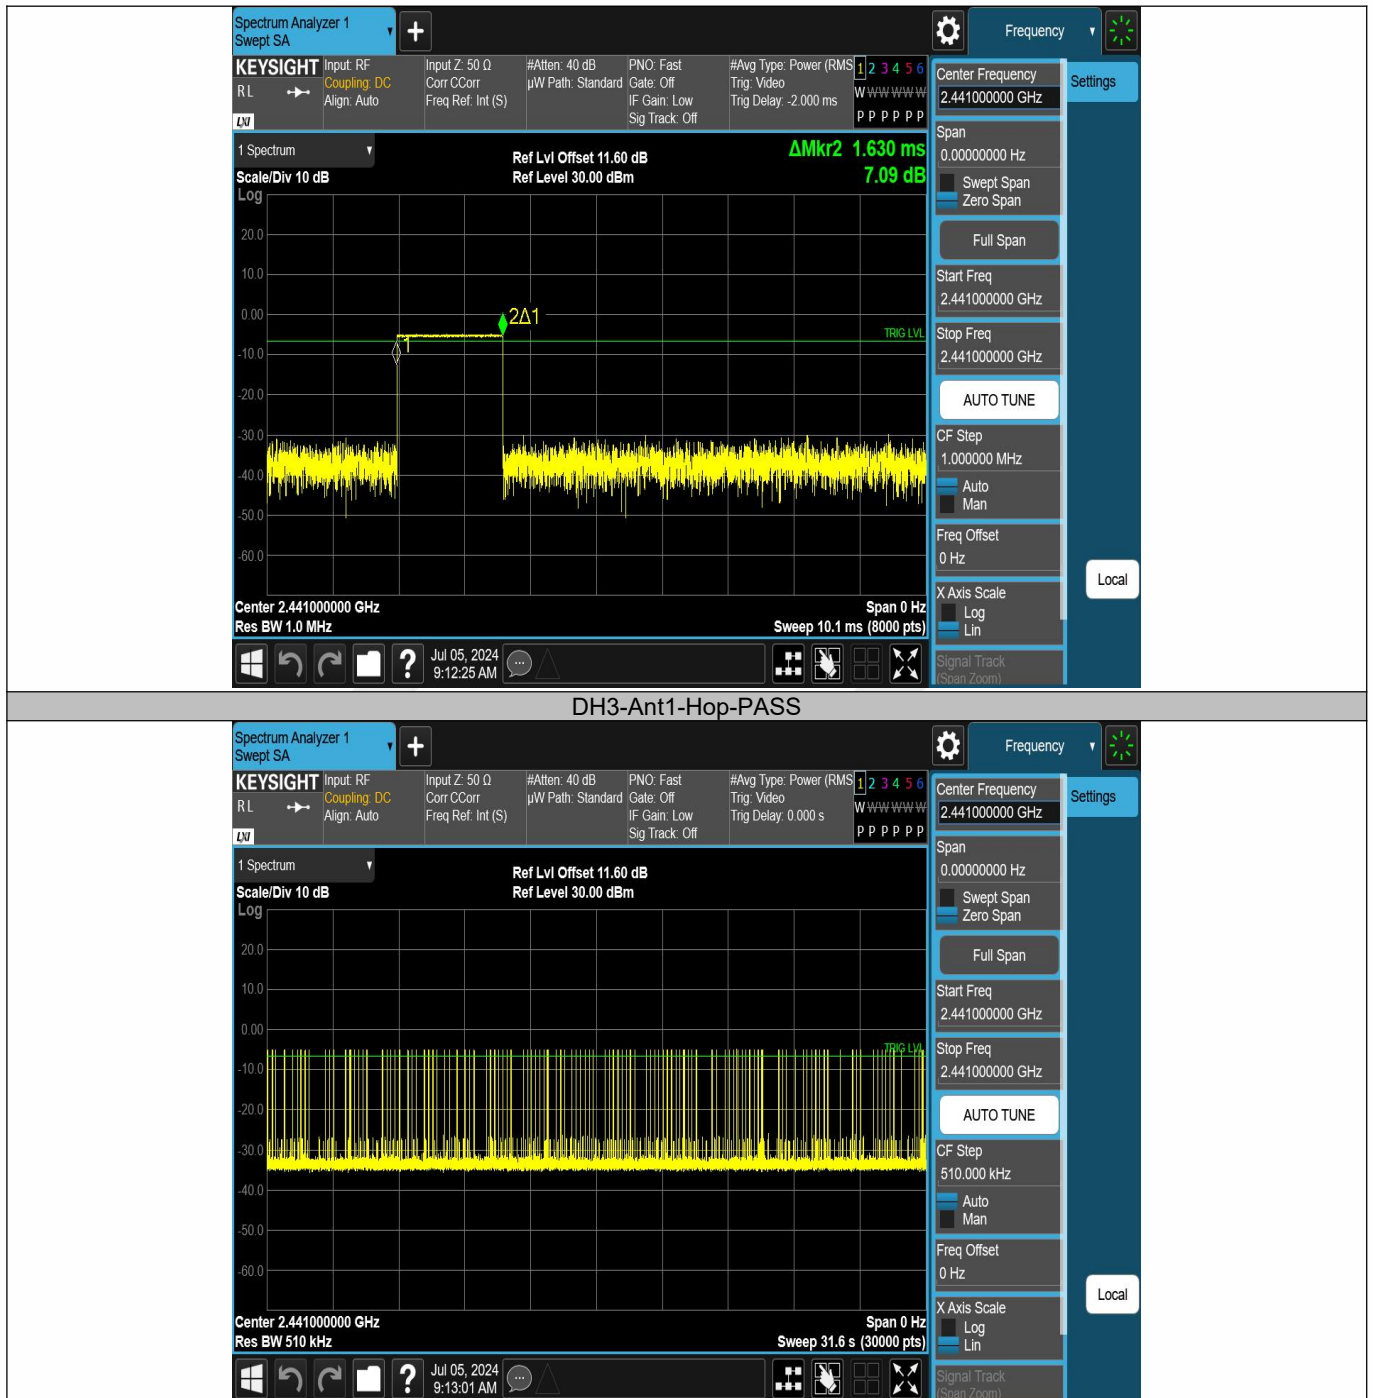 Spectrum Analyzer 1
Swept SA
Frequency
KEYSIGHT
RL
LXI
Input: RF
Coupling: DC
Align: Auto
Input Z: 50 Ω
Corr CCorr
Freq Ref: Int (S)
#Atten: 40 dB
µW Path: Standard
PNO: Fast
Gate: Off
IF Gain: Low
Sig Track: Off
#Avg Type: Power (RMS
Trig: Video
Trig Delay: -2.000 ms
1 2 3 4 5 6
W W W W W W
P P P P P P
Center Frequency
2.441000000 GHz
Settings
1 Spectrum
Scale/Div 10 dB
Ref Lvl Offset 11.60 dB
Ref Level 30.00 dBm
ΔMkr2 1.630 ms
7.09 dB
Log
20.0
10.0
0.00
-10.0
-20.0
-30.0
-40.0
-50.0
-60.0
1
2Δ1
TRIG LVL
Center 2.441000000 GHz
Res BW 1.0 MHz
Span 0 Hz
Sweep 10.1 ms (8000 pts)
Span
0.00000000 Hz
Swept Span
Zero Span
Full Span
Start Freq
2.441000000 GHz
Stop Freq
2.441000000 GHz
AUTO TUNE
CF Step
1.000000 MHz
Auto
Man
Freq Offset
0 Hz
X Axis Scale
Log
Lin
Signal Track
(Span Zoom)
Local
?
Jul 05, 2024
9:12:25 AM
DH3-Ant1-Hop-PASS
Spectrum Analyzer 1
Swept SA
Frequency
KEYSIGHT
RL
LXI
Input: RF
Coupling: DC
Align: Auto
Input Z: 50 Ω
Corr CCorr
Freq Ref: Int (S)
#Atten: 40 dB
µW Path: Standard
PNO: Fast
Gate: Off
IF Gain: Low
Sig Track: Off
#Avg Type: Power (RMS
Trig: Video
Trig Delay: 0.000 s
1 2 3 4 5 6
W W W W W W
P P P P P P
Center Frequency
2.441000000 GHz
Settings
1 Spectrum
Scale/Div 10 dB
Ref Lvl Offset 11.60 dB
Ref Level 30.00 dBm
Log
20.0
10.0
0.00
-10.0
-20.0
-30.0
-40.0
-50.0
-60.0
TRIG LVL
Center 2.441000000 GHz
Res BW 510 kHz
Span 0 Hz
Sweep 31.6 s (30000 pts)
Span
0.00000000 Hz
Swept Span
Zero Span
Full Span
Start Freq
2.441000000 GHz
Stop Freq
2.441000000 GHz
AUTO TUNE
CF Step
510.000 kHz
Auto
Man
Freq Offset
0 Hz
X Axis Scale
Log
Lin
Signal Track
(Span Zoom)
Local
?
Jul 05, 2024
9:13:01 AM